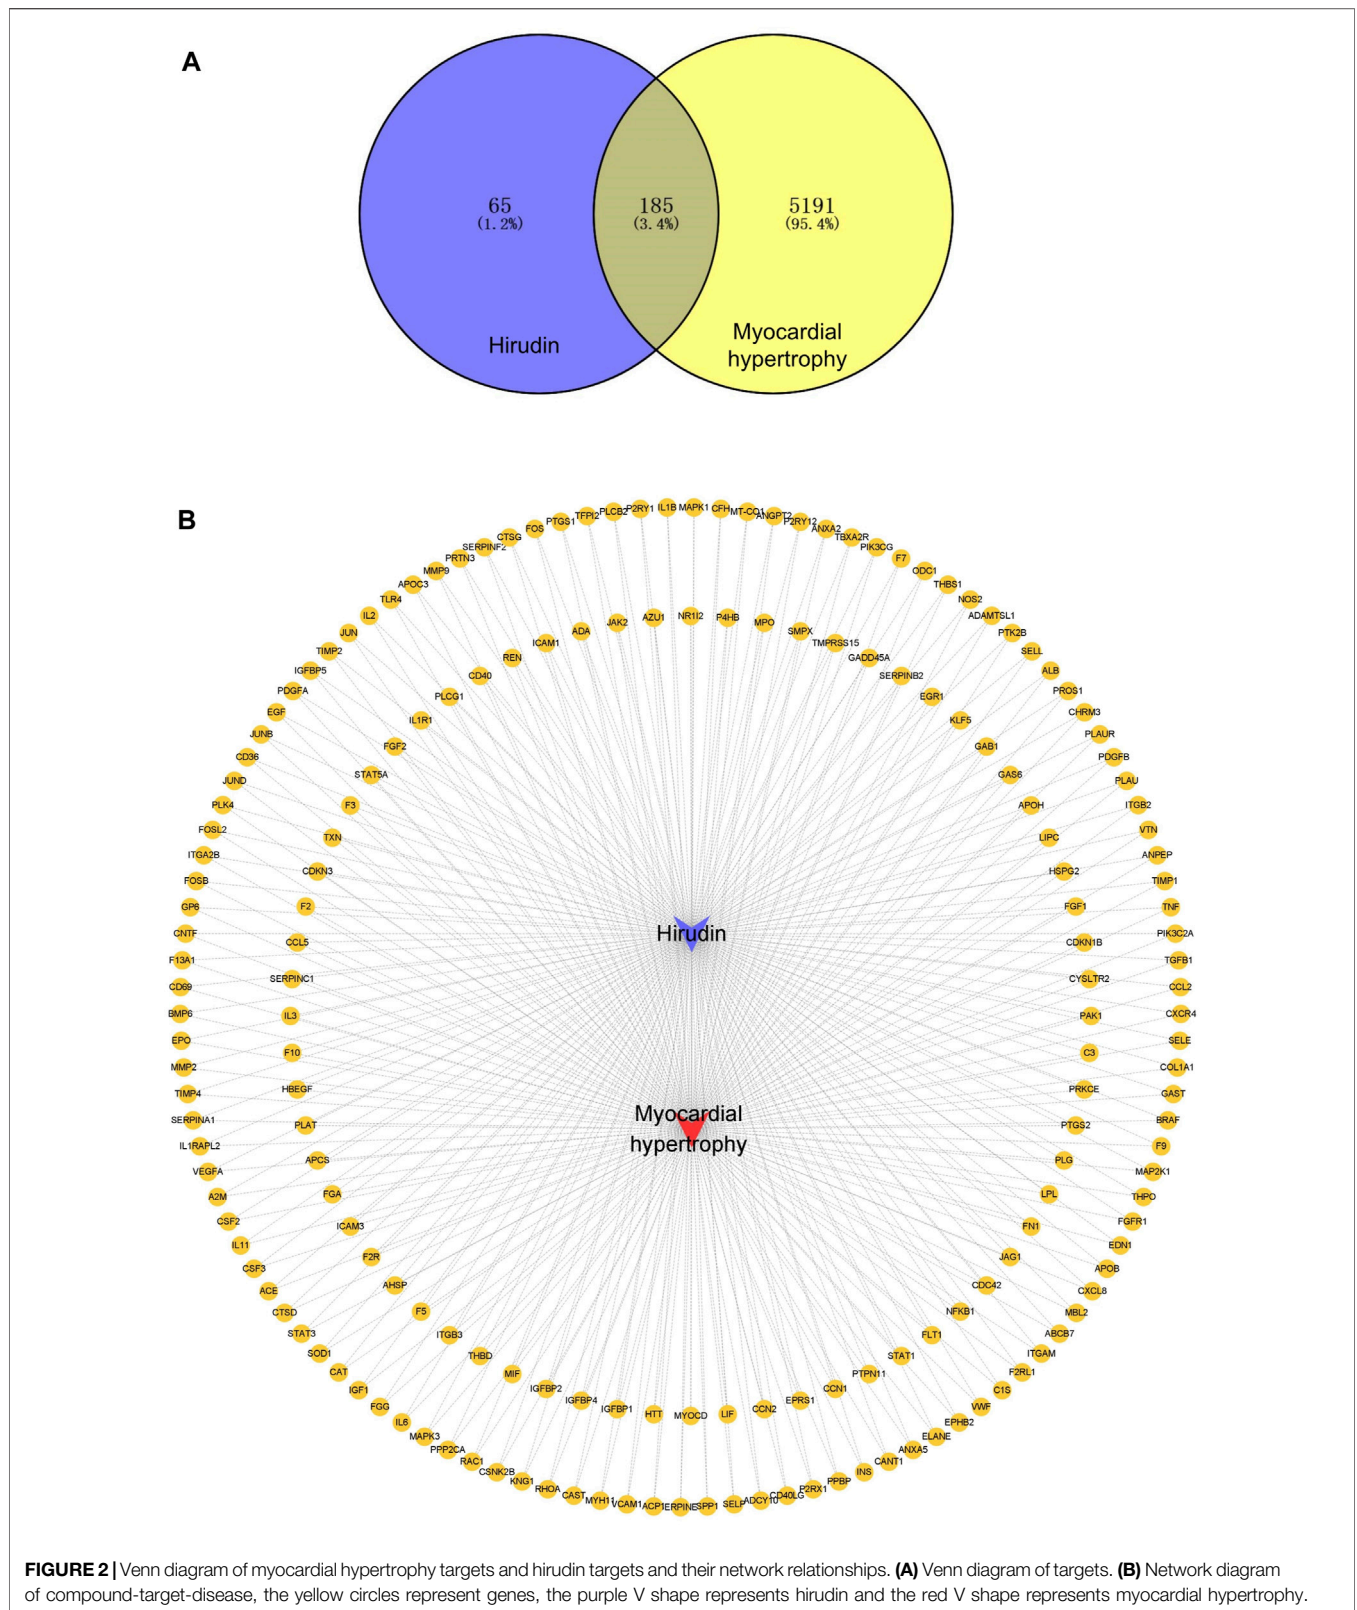 A
65
(1.2%)
185
(3.4%)
5191
(95.4%)
Hirudin
Myocardial
hypertrophy
B
MAPK1
CFH
MT-CO1
ANGPT2
P2RY12
ANXA2
TBXA2R
PIK3CG
F7
ODC1
THBS1
NOS2
ADAMTSL1
PTK2B
SELL
ALB
PROS1
CHRM3
PLAUR
PDGFB
PLAU
ITGB2
VTN
ANPEP
TIMP1
TNF
PIK3C2A
TGFB1
CCL2
CXCR4
SELE
COL1A1
GAST
BRAF
F9
MAP2K1
THPO
FGFR1
EDN1
APOB
CXCL8
MBL2
ABCB7
ITGAM
F2RL1
C1S
VWF
EPHB2
ELANE
ANXA5
CANT1
INS
PPBP
P2RX1
CD40LG
ADCY10
SELP
SPP1
ERPINE
ACP1
VCAM1
MYH11
CAST
RHOA
KNG1
CSNK2B
RAC1
PPP2CA
MAPK3
IL6
FGG
IGF1
CAT
SOD1
STAT3
CTSD
ACE
CSF3
IL11
CSF2
A2M
VEGFA
IL1RAPL2
SERPINA1
TIMP4
MMP2
EPO
BMP6
CD69
F13A1
CNTF
GP6
FOSB
ITGA2B
FOSL2
PLK4
JUND
CD36
JUNB
EGF
PDGFA
IGFBP5
TIMP2
JUN
IL2
TLR4
APOC3
MMP9
PRTN3
SERPINF2
CTSG
FOS
PTGS1
TFPI2
PLCB2
P2RY1
IL1B
NR1I2
P4HB
MPO
SMPX
TMPRSS15
GADD45A
SERPINB2
EGR1
KLF5
GAB1
GAS6
APOH
LIPC
HSPG2
FGF1
CDKN1B
CYSLTR2
PAK1
C3
PRKCE
PTGS2
PLG
LPL
FN1
JAG1
CDC42
NFKB1
FLT1
STAT1
PTPN11
CCN1
EPRS1
CCN2
LIF
MYOCD
HTT
IGFBP1
IGFBP4
IGFBP2
MIF
THBD
ITGB3
F5
AHSP
F2R
ICAM3
FGA
APCS
PLAT
HBEGF
F10
IL3
SERPINC1
CCL5
F2
CDKN3
TXN
F3
STAT5A
FGF2
IL1R1
PLCG1
CD40
REN
ICAM1
ADA
JAK2
AZU1
Hirudin
Myocardial
hypertrophy
FIGURE 2 | Venn diagram of myocardial hypertrophy targets and hirudin targets and their network relationships. (A) Venn diagram of targets. (B) Network diagram
of compound-target-disease, the yellow circles represent genes, the purple V shape represents hirudin and the red V shape represents myocardial hypertrophy.